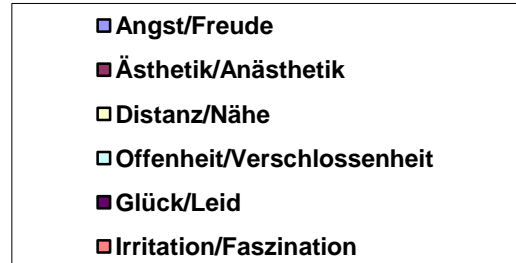 Angst/Freude
Ästhetik/Anästhetik
Distanz/Nähe
Offenheit/Verschlossenheit
Glück/Leid
Irritation/Faszination